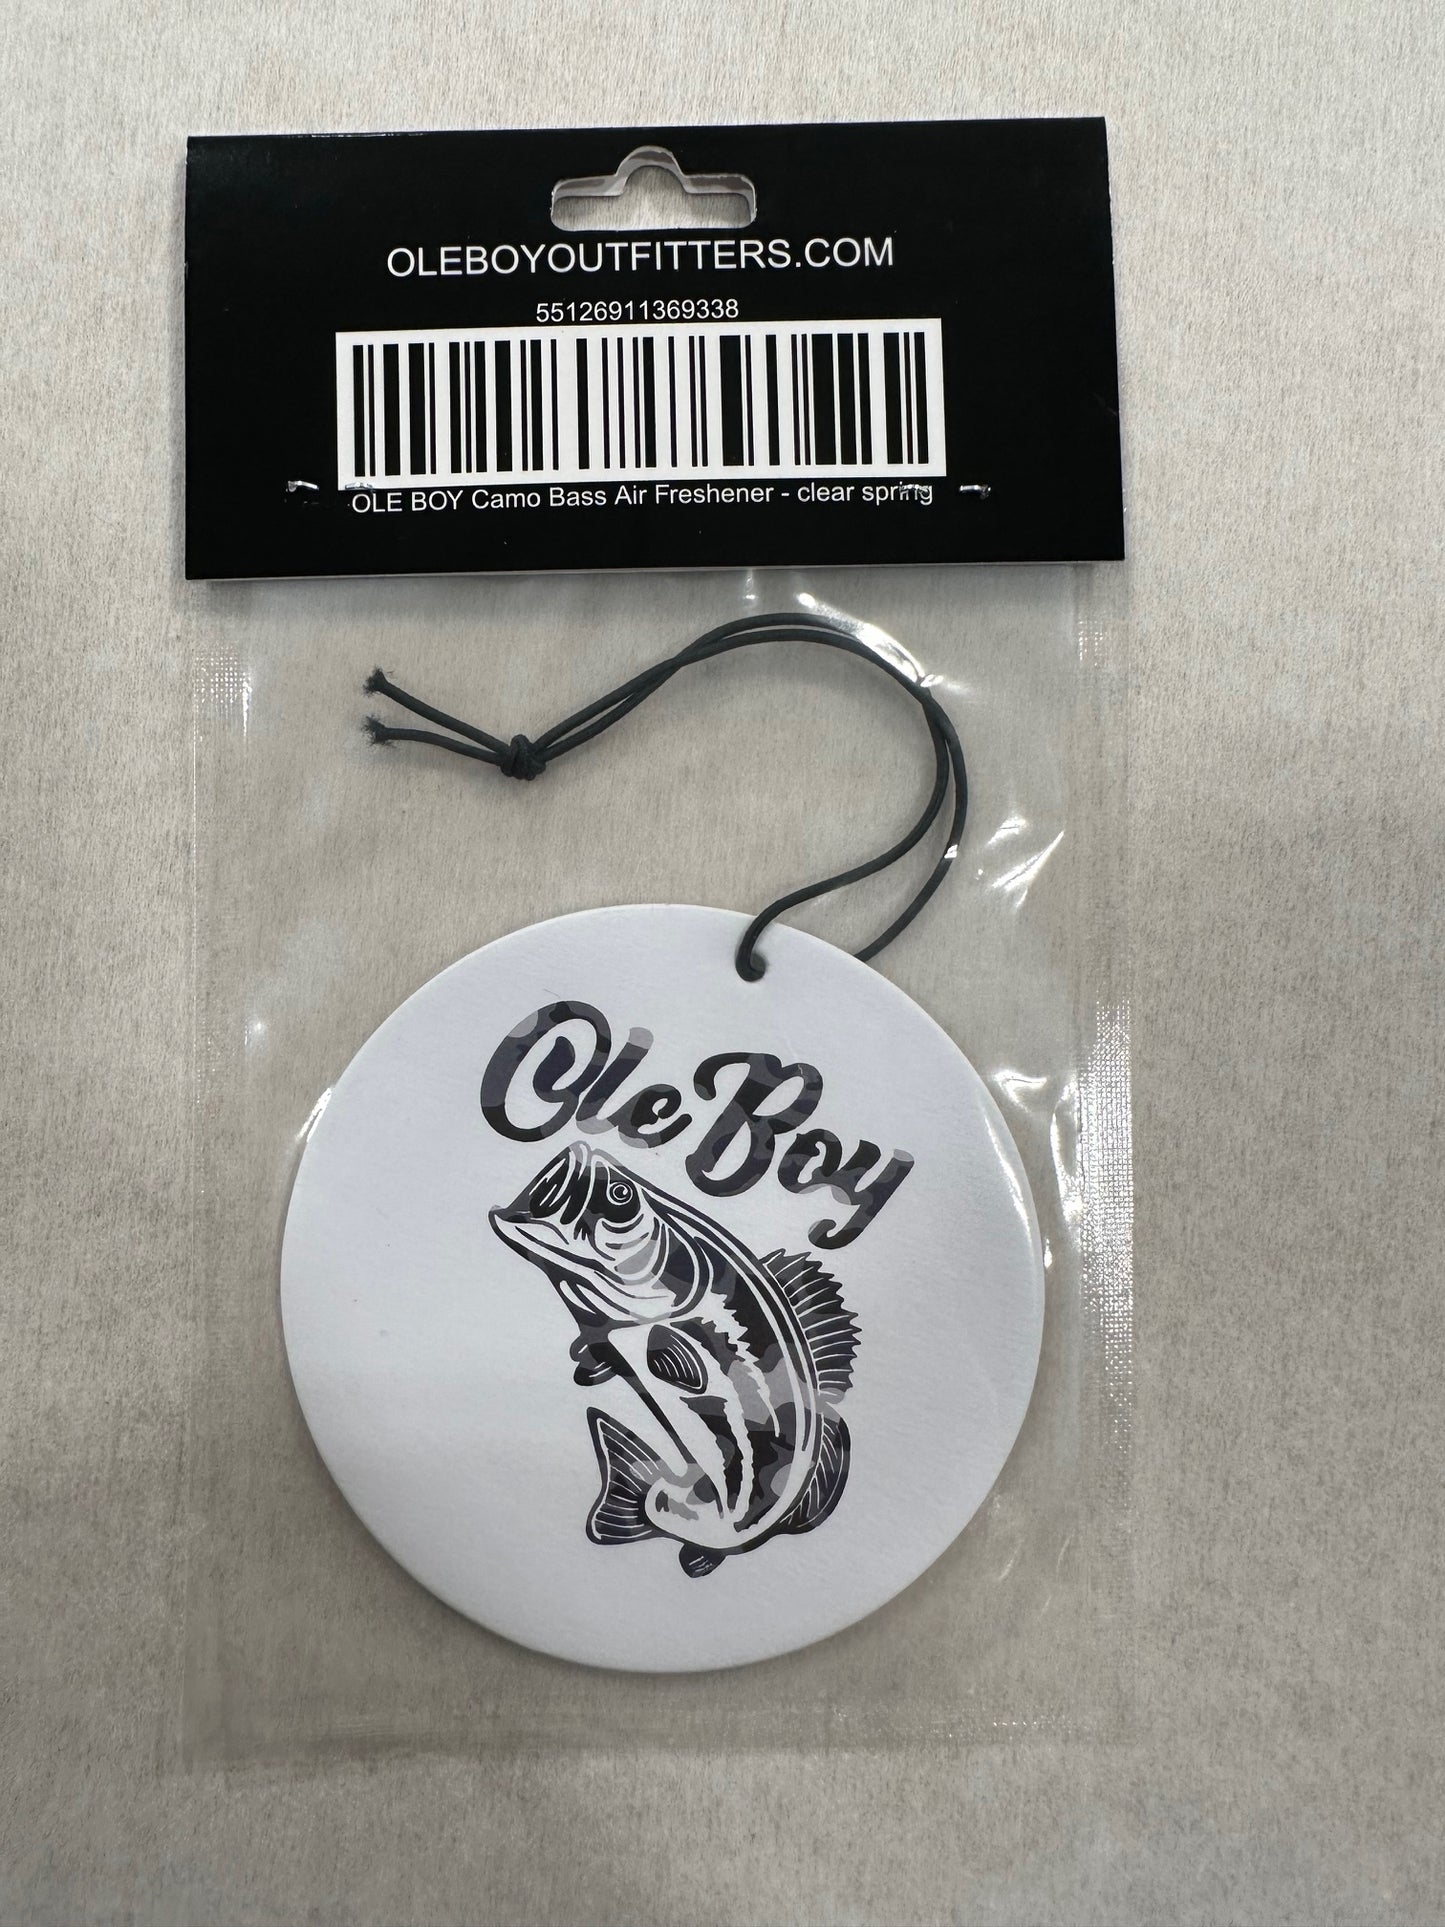 OLEBOYOUTFITTERS.COM
55126911369338
OLE BOY Camo Bass Air Freshener - clear spring
Ole Boy